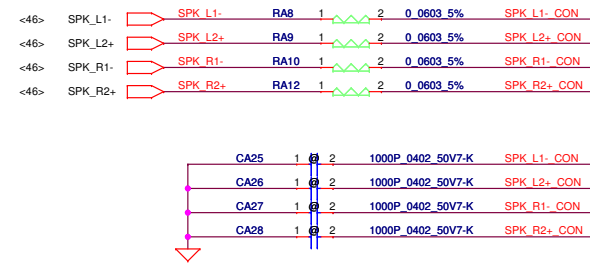 <46> SPK_L1- SPK_L1- RA8 1 2 0_0603_5% SPK_L1-_CON
<46> SPK_L2+ SPK_L2+ RA9 1 2 0_0603_5% SPK_L2+_CON
<46> SPK_R1- SPK_R1- RA10 1 2 0_0603_5% SPK_R1-_CON
<46> SPK_R2+ SPK_R2+ RA12 1 2 0_0603_5% SPK_R2+_CON
CA25 1 @ 2 1000P_0402_50V7-K SPK_L1-_CON
CA26 1 @ 2 1000P_0402_50V7-K SPK_L2+_CON
CA27 1 @ 2 1000P_0402_50V7-K SPK_R1-_CON
CA28 1 @ 2 1000P_0402_50V7-K SPK_R2+_CON